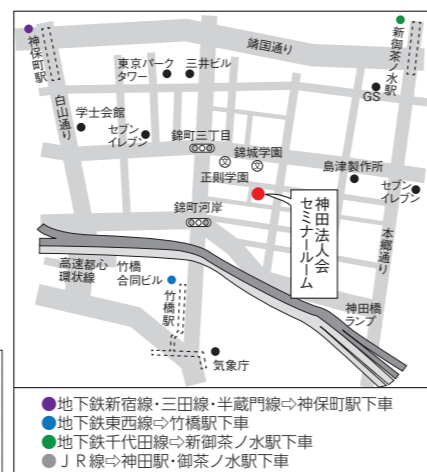 靖国通り
神保町駅
新御茶ノ水駅
東京パーク
タワー
三井ビル
GS
白山通り
学士会館
セブン
イレブン
錦町三丁目
錦城学園
正則学園
島津製作所
セブン
イレブン
錦町河岸
神田法人会
セミナールーム
本郷通り
高速都心
環状線
竹橋
合同ビル
竹橋駅
神田橋
ランプ
気象庁
●地下鉄新宿線・三田線・半蔵門線⇨神保町駅下車
●地下鉄東西線⇨竹橋駅下車
●地下鉄千代田線⇨新御茶ノ水駅下車
●ＪＲ線⇨神田駅・御茶ノ水駅下車